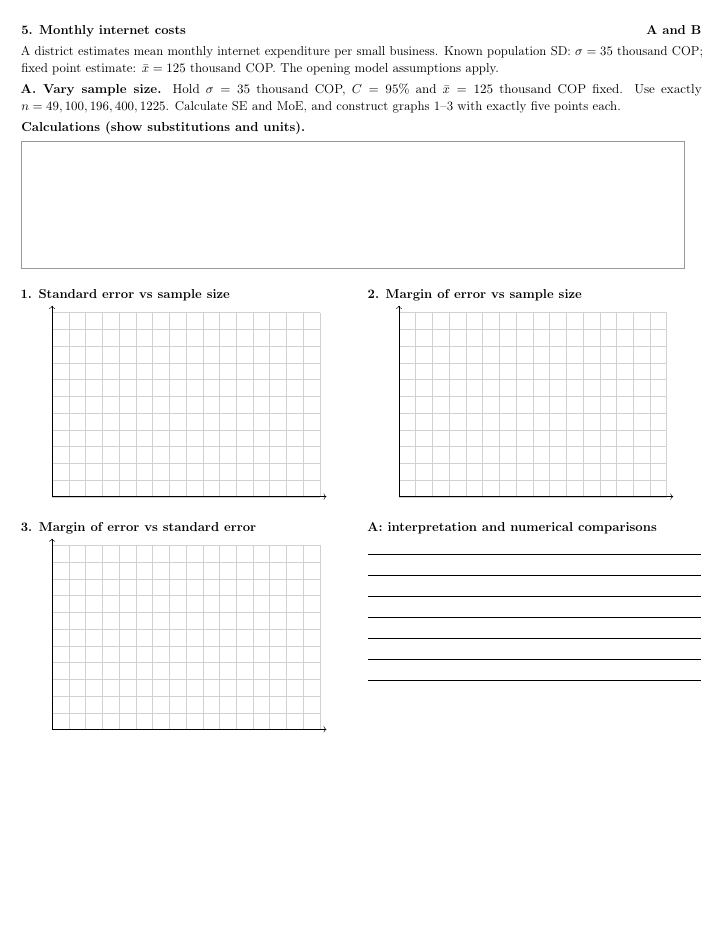 5. Monthly internet costs A and B
A district estimates mean monthly internet expenditure per small business. Known population SD: σ = 35 thousand COP;
fixed point estimate: x̄ = 125 thousand COP. The opening model assumptions apply.
A. Vary sample size. Hold σ = 35 thousand COP, C = 95% and x̄ = 125 thousand COP fixed. Use exactly
n = 49, 100, 196, 400, 1225. Calculate SE and MoE, and construct graphs 1–3 with exactly five points each.
Calculations (show substitutions and units).
1. Standard error vs sample size
2. Margin of error vs sample size
3. Margin of error vs standard error
A: interpretation and numerical comparisons